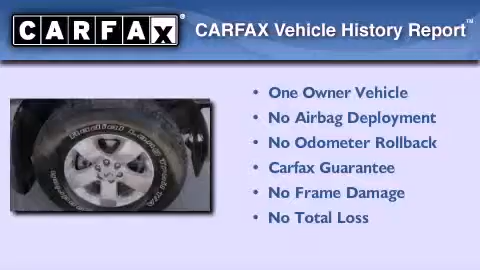 CARFAX® CARFAX Vehicle History Report™
• One Owner Vehicle
• No Airbag Deployment
• No Odometer Rollback
• Carfax Guarantee
• No Frame Damage
• No Total Loss